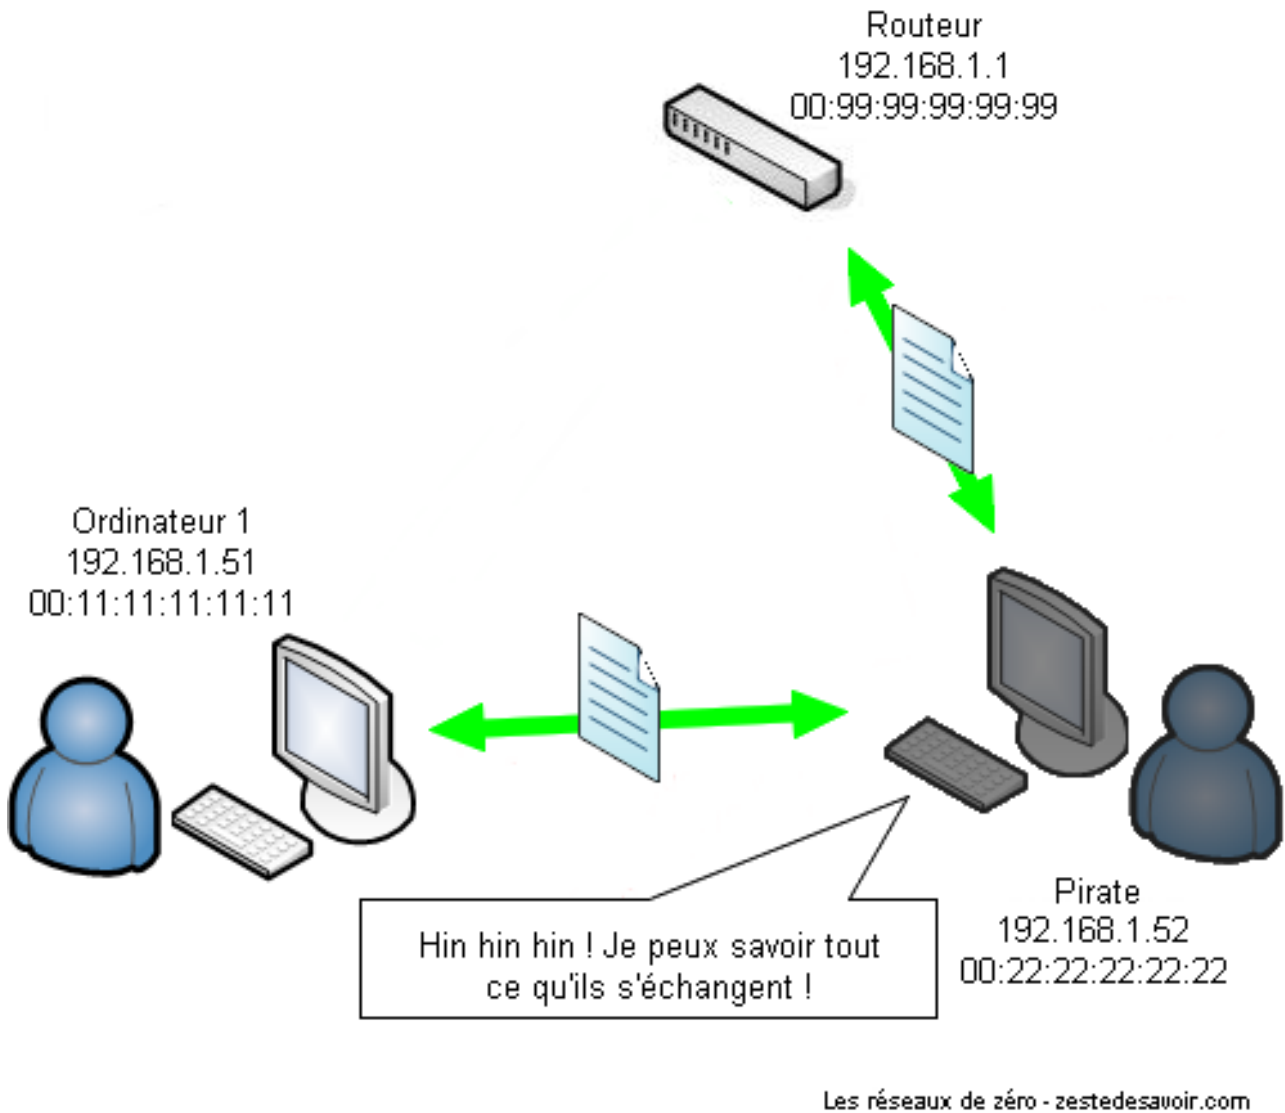 Routeur
192.168.1.1
00:99:99:99:99:99
Ordinateur 1
192.168.1.51
00:11:11:11:11:11
Hin hin hin ! Je peux savoir tout
ce qu'ils s'échangent !
Pirate
192.168.1.52
00:22:22:22:22:22
Les réseaux de zéro - zestedesavoir.com